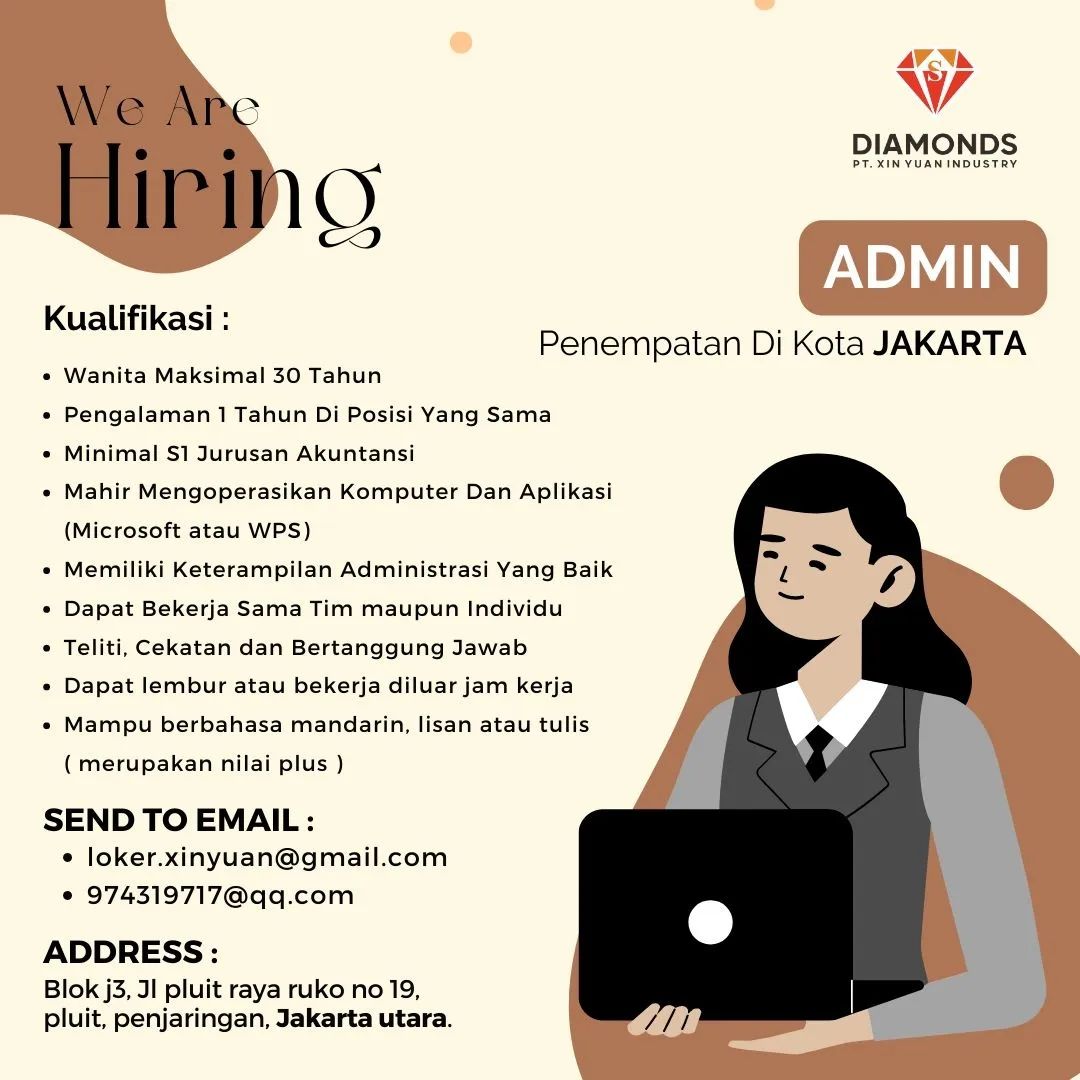 We Are
Hiring
S
DIAMONDS
PT. XIN YUAN INDUSTRY
ADMIN
Penempatan Di Kota JAKARTA
Kualifikasi :
• Wanita Maksimal 30 Tahun
• Pengalaman 1 Tahun Di Posisi Yang Sama
• Minimal S1 Jurusan Akuntansi
• Mahir Mengoperasikan Komputer Dan Aplikasi
(Microsoft atau WPS)
• Memiliki Keterampilan Administrasi Yang Baik
• Dapat Bekerja Sama Tim maupun Individu
• Teliti, Cekatan dan Bertanggung Jawab
• Dapat lembur atau bekerja diluar jam kerja
• Mampu berbahasa mandarin, lisan atau tulis
( merupakan nilai plus )
SEND TO EMAIL :
• loker.xinyuan@gmail.com
• 974319717@qq.com
ADDRESS :
Blok j3, Jl pluit raya ruko no 19,
pluit, penjaringan, Jakarta utara.